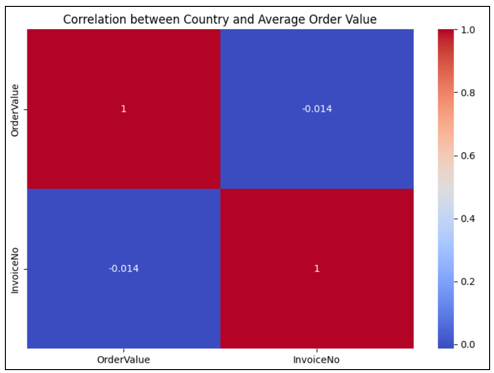 Correlation between Country and Average Order Value
OrderValue
1
-0.014
InvoiceNo
-0.014
1
OrderValue
InvoiceNo
1.0
0.8
0.6
0.4
0.2
0.0